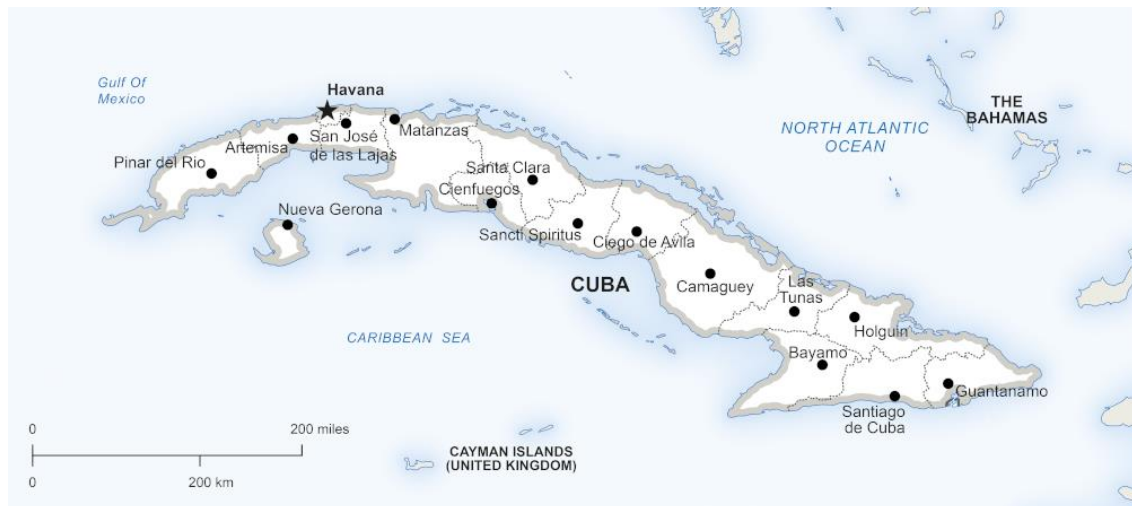 Gulf Of
Mexico
Havana
THE
BAHAMAS
NORTH ATLANTIC
OCEAN
Matanzas
San José
de las Lajas
Artemisa
Pinar del Rio
Santa Clara
Cienfuegos
Nueva Gerona
Sancti Spiritus
Ciego de Avila
CUBA
Camaguey
Las
Tunas
Holguin
CARIBBEAN SEA
Bayamo
Guantanamo
Santiago
de Cuba
0 200 miles
CAYMAN ISLANDS
(UNITED KINGDOM)
0 200 km